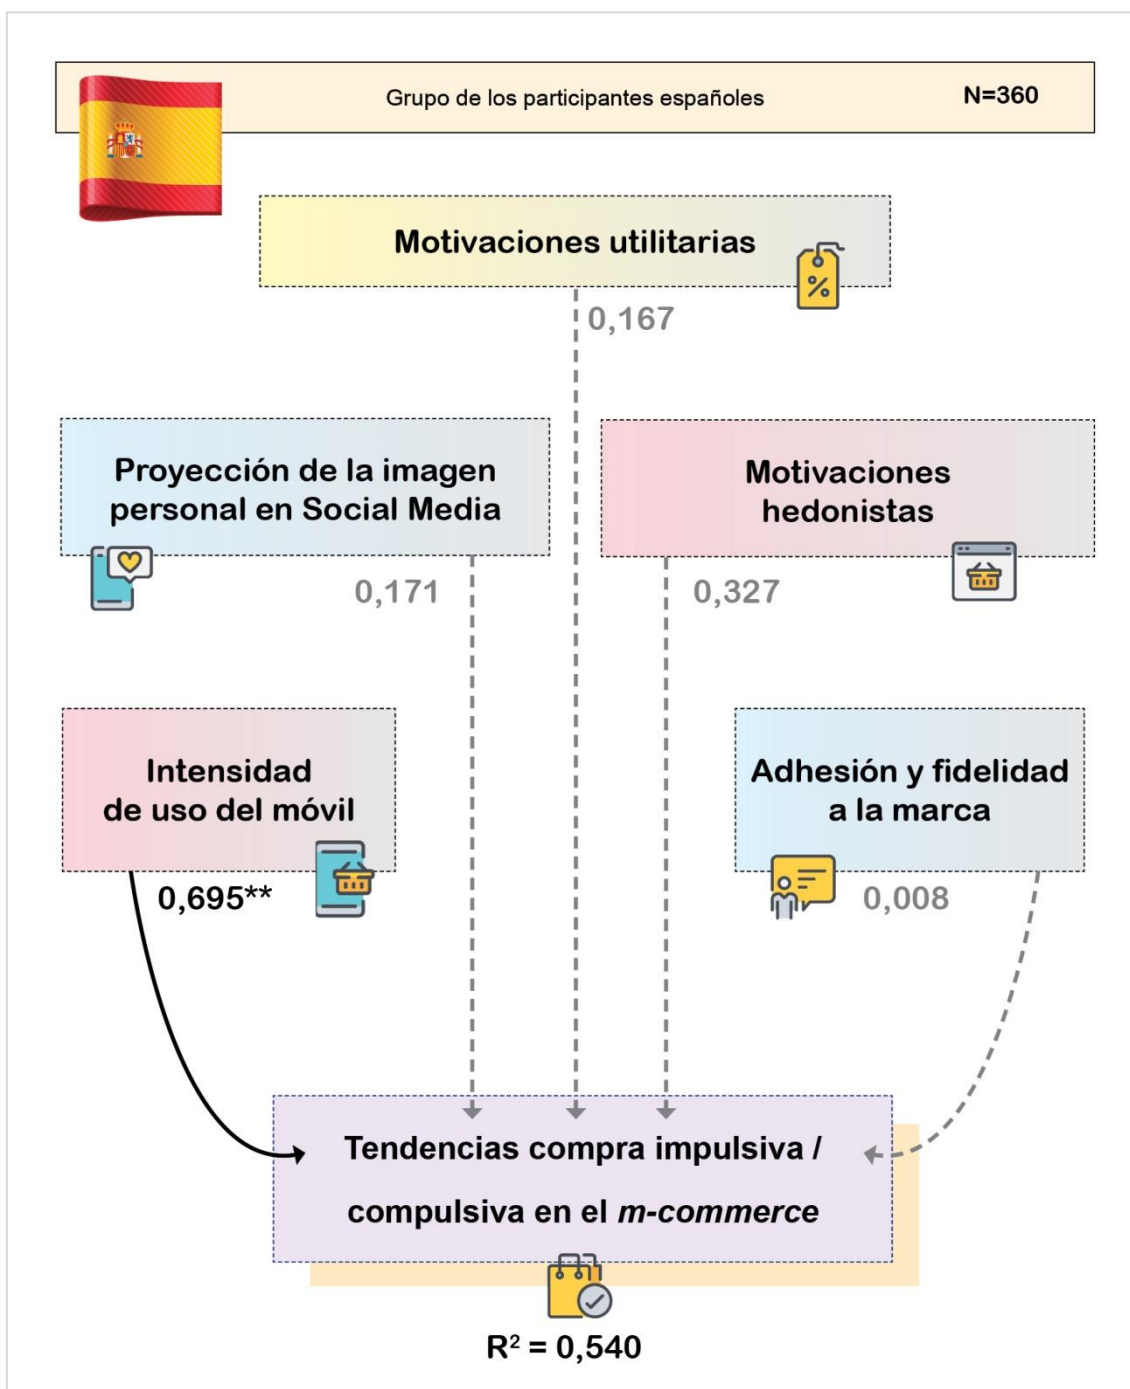 Grupo de los participantes españoles
N=360
Motivaciones utilitarias
%
0,167
Proyección de la imagen
personal en Social Media
0,171
Motivaciones
hedonistas
0,327
Intensidad
de uso del móvil
0,695**
Adhesión y fidelidad
a la marca
0,008
Tendencias compra impulsiva /
compulsiva en el m-commerce
R² = 0,540